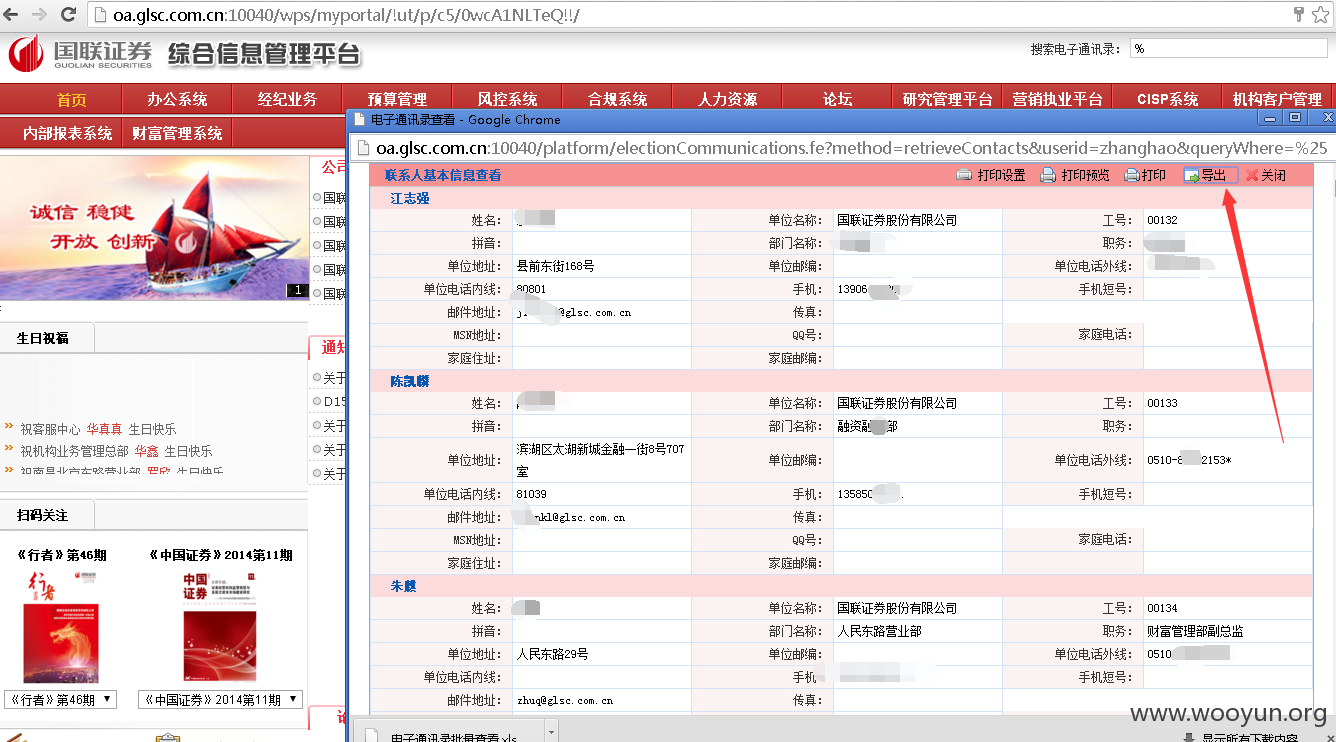 oa.glsc.com.cn:10040/wps/myportal/!ut/p/c5/0wcA1NLTeQ!!/
国联证券 综合信息管理平台
GUOLIAN SECURITIES
搜索电子通讯录： %
首页 办公系统 经纪业务 预算管理 风控系统 合规系统 人力资源 论坛 研究管理平台 营销执业平台 CISP系统 机构客户管理
内部报表系统 财富管理系统
诚信 稳健
开放 创新
1
公司
国联
国联
国联
国联
国联
生日祝福
通知
关于
D15
关于
关于
关于
祝客服中心 华真真 生日快乐
祝机构业务管理总部 华鑫 生日快乐
祝南昌北京东路营业部 罗欣 生日快乐
扫码关注
《行者》第46期 《中国证券》2014第11期
行者
中国证券
《行者》第46期 《中国证券》2014第11期
电子通讯录查看 - Google Chrome
oa.glsc.com.cn:10040/platform/electionCommunications.fe?method=retrieveContacts&userid=zhanghao&queryWhere=%25
联系人基本信息查看 打印设置 打印预览 打印 导出 关闭
江志强
姓名： 单位名称： 国联证券股份有限公司 工号： 00132
拼音： 部门名称： 职务：
单位地址： 县前东街168号 单位邮编： 单位电话外线：
单位电话内线： 80801 手机： 13906 手机短号：
邮件地址： @glsc.com.cn 传真：
MSN地址： QQ号： 家庭电话：
家庭住址： 家庭邮编：
陈凯麟
姓名： 单位名称： 国联证券股份有限公司 工号： 00133
拼音： 部门名称： 融资融 部 职务：
单位地址： 滨湖区太湖新城金融一街8号707室 单位邮编： 单位电话外线： 0510-8 2153*
单位电话内线： 81039 手机： 135850 手机短号：
邮件地址： nkl@glsc.com.cn 传真：
MSN地址： QQ号： 家庭电话：
家庭住址： 家庭邮编：
朱麒
姓名： 单位名称： 国联证券股份有限公司 工号： 00134
拼音： 部门名称： 人民东路营业部 职务： 财富管理部副总监
单位地址： 人民东路29号 单位邮编： 单位电话外线： 0510
单位电话内线： 手机 手机短号：
邮件地址： zhuq@glsc.com.cn 传真：
电子通讯录批量查看.xls
显示所有下载内容
www.wooyun.org